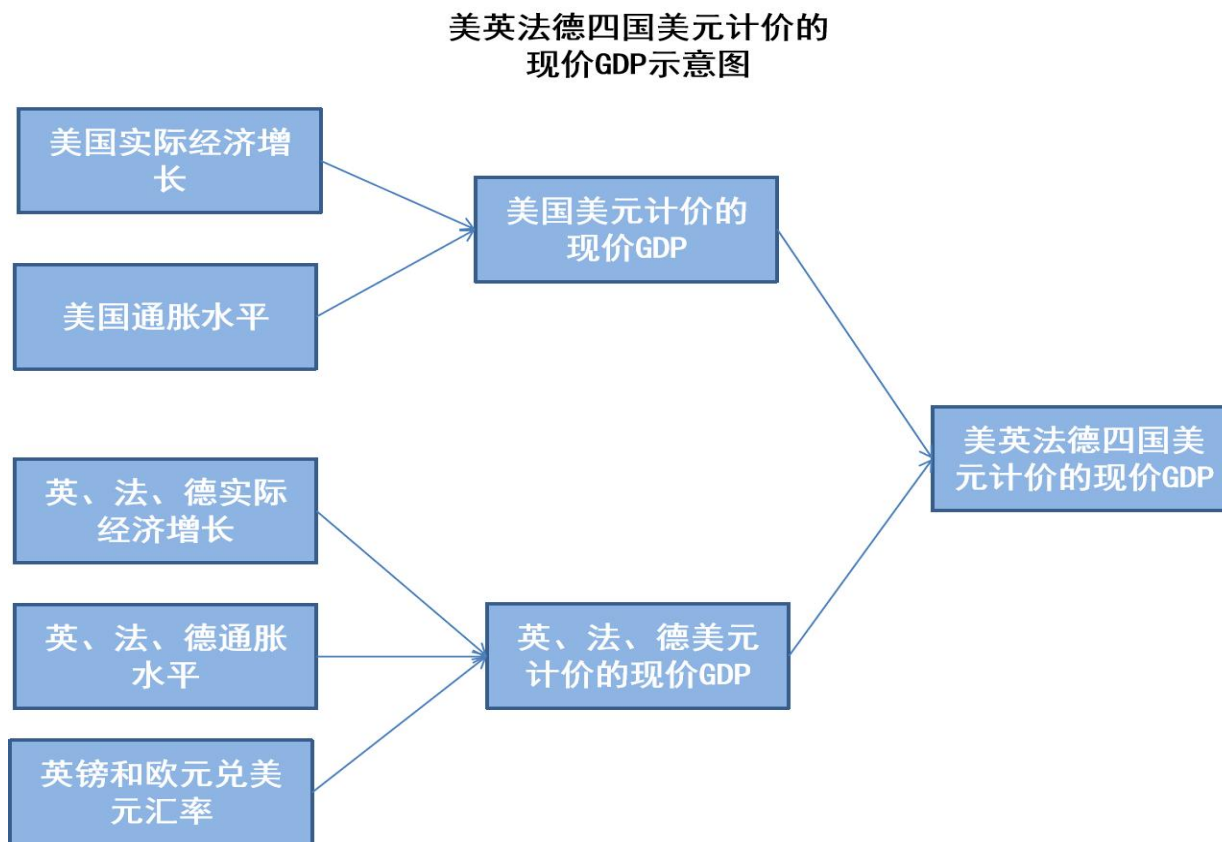 美英法德四国美元计价的
现价GDP示意图
美国实际经济增
长
美国通胀水平
美国美元计价的
现价GDP
英、法、德实际
经济增长
英、法、德通胀
水平
英镑和欧元兑美
元汇率
英、法、德美元
计价的现价GDP
美英法德四国美
元计价的现价GDP